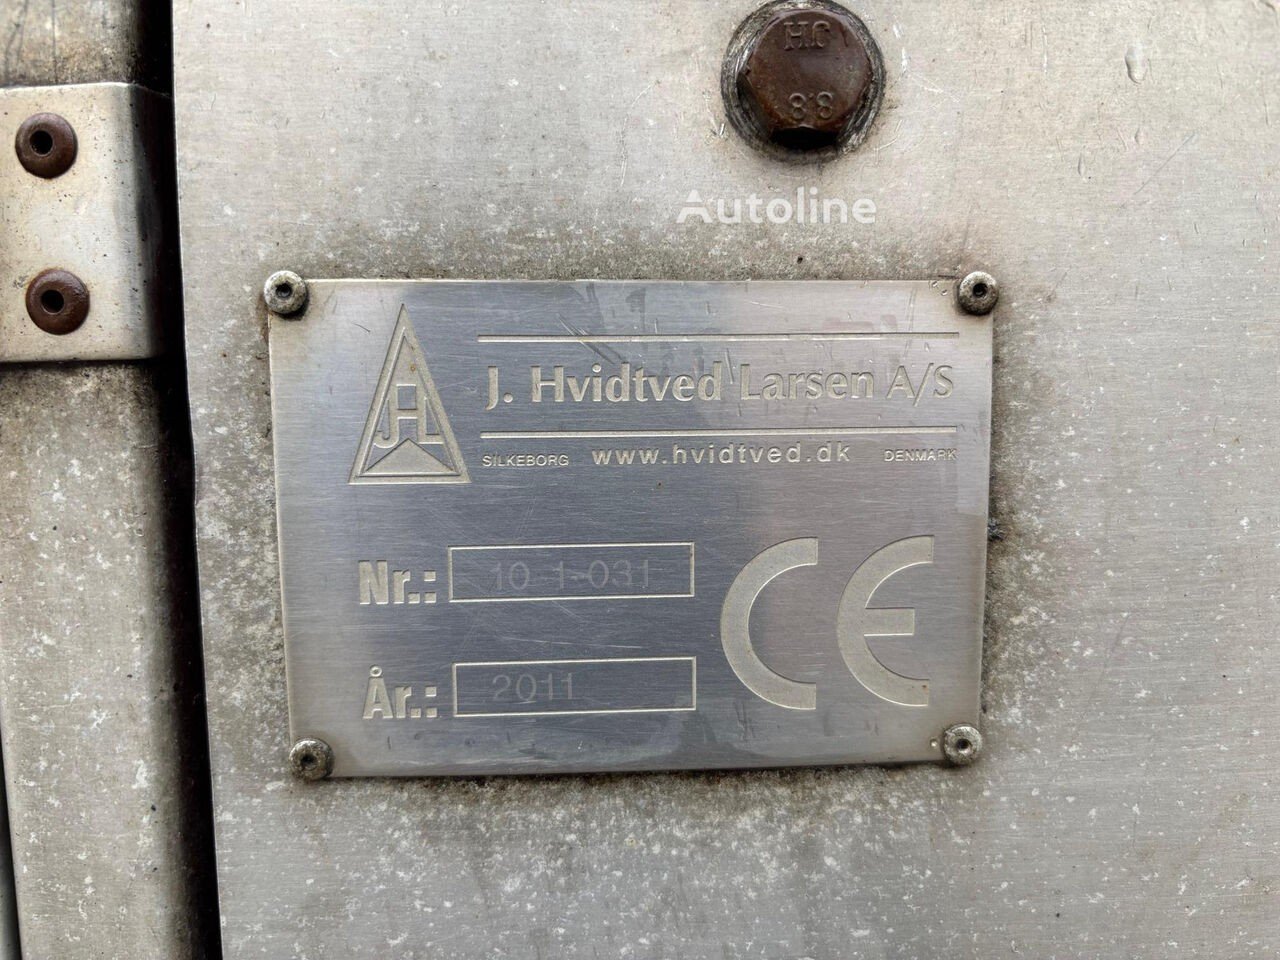 HC
8.8
Autoline
JHL
J. Hvidtved Larsen A/S
SILKEBORG www.hvidtved.dk DENMARK
Nr.: 10-1-031
År.: 2011
CE